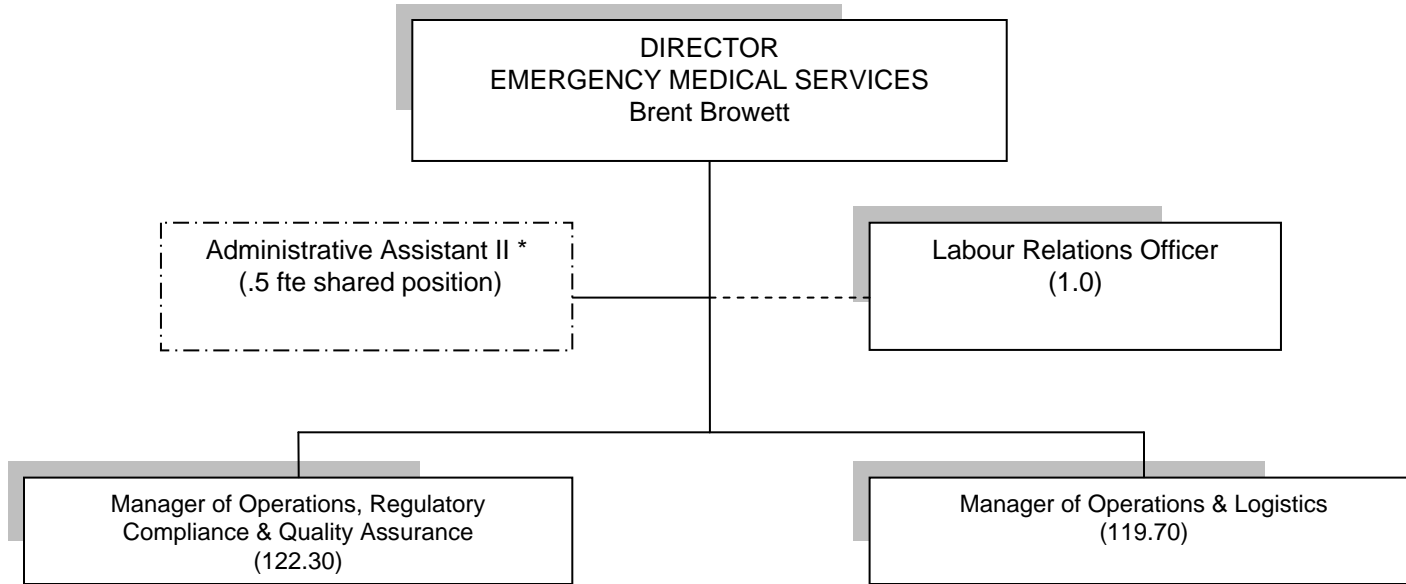 DIRECTOR
EMERGENCY MEDICAL SERVICES
Brent Browett
Administrative Assistant II *
(.5 fte shared position)
Labour Relations Officer
(1.0)
Manager of Operations, Regulatory
Compliance & Quality Assurance
(122.30)
Manager of Operations & Logistics
(119.70)